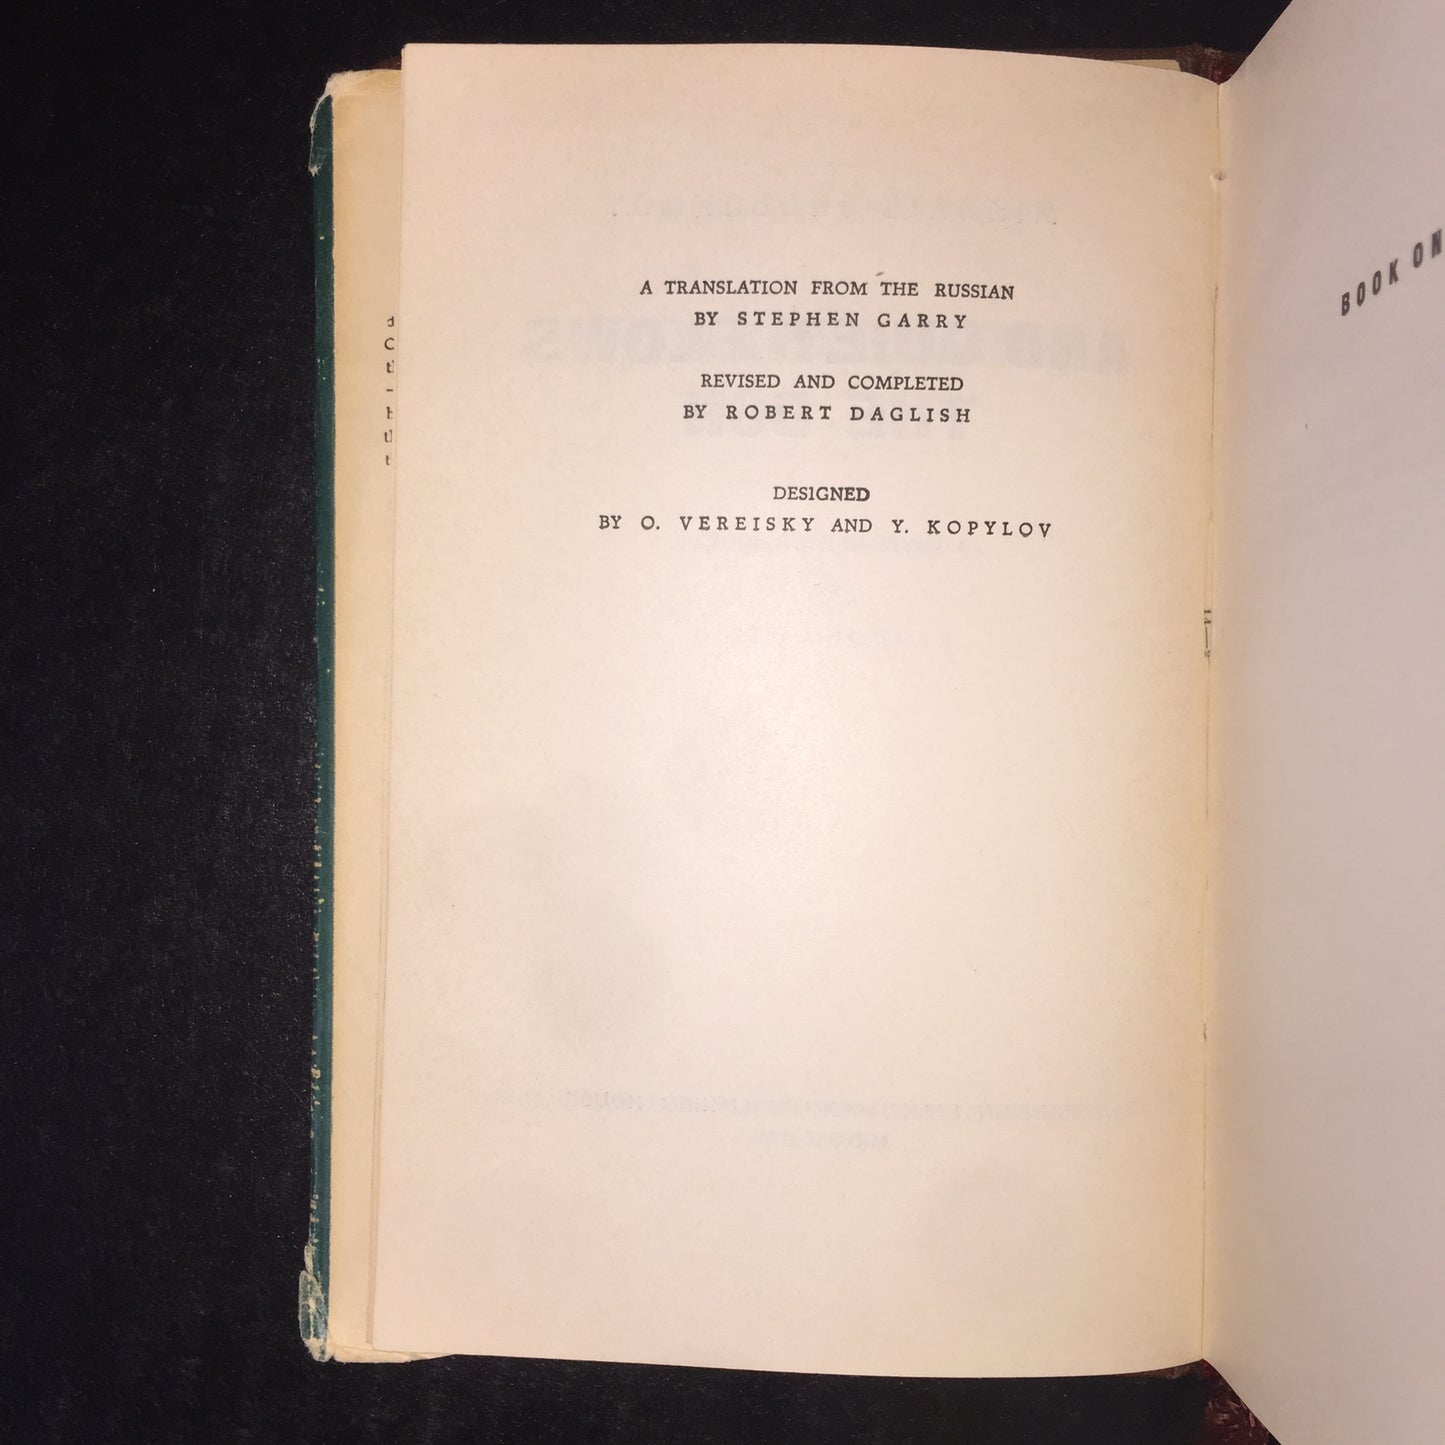 A TRANSLATION FROM THE RUSSIAN
BY STEPHEN GARRY
REVISED AND COMPLETED
BY ROBERT DAGLISH
DESIGNED
BY O. VEREISKY AND Y. KOPYLOV
BOOK ON